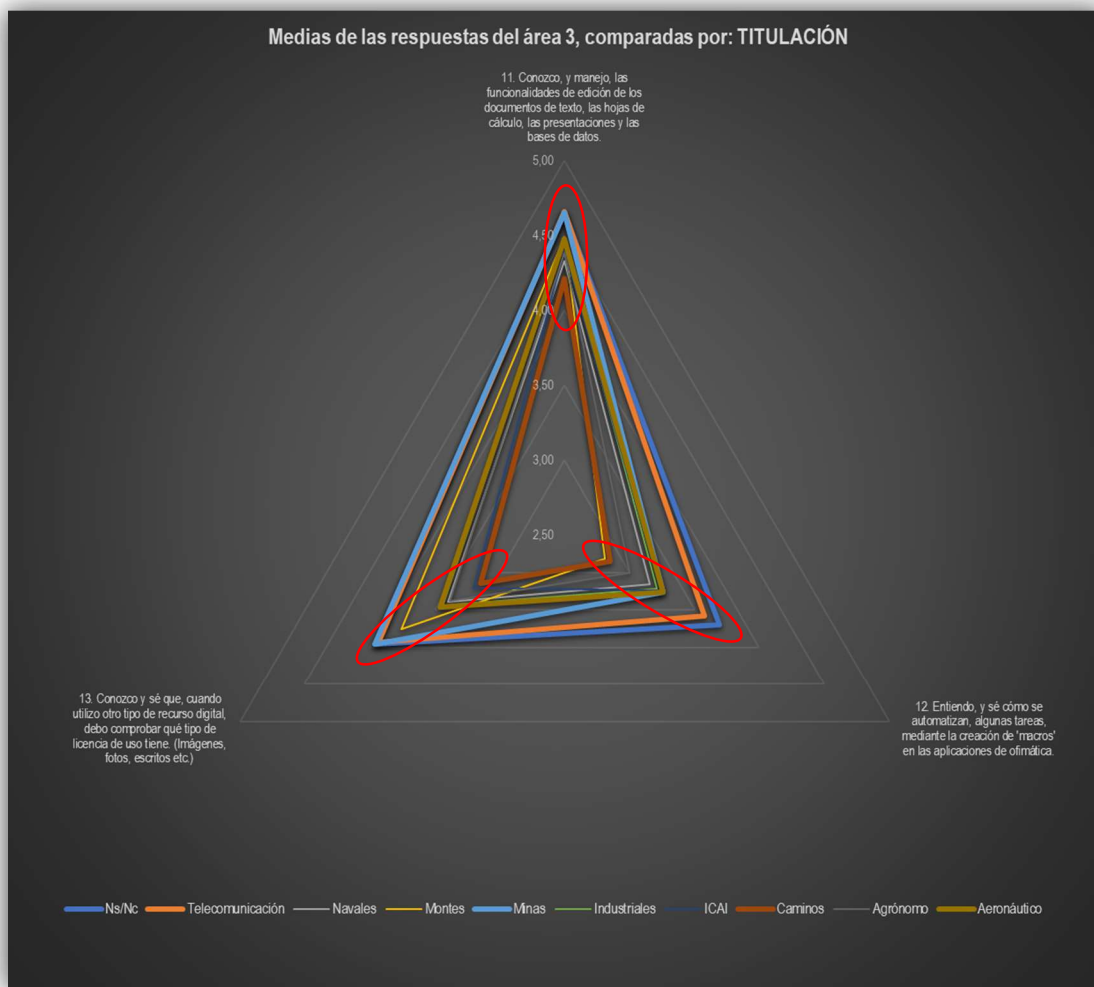 Medias de las respuestas del área 3, comparadas por: TITULACIÓN
11. Conozco, y manejo, las
funcionalidades de edición de los
documentos de texto, las hojas de
cálculo, las presentaciones y las
bases de datos.
5,00
4,50
4,00
3,50
3,00
2,50
13. Conozco y sé que, cuando
utilizo otro tipo de recurso digital,
debo comprobar qué tipo de
licencia de uso tiene. (Imágenes,
fotos, escritos etc.)
12. Entiendo, y sé cómo se
automatizan, algunas tareas,
mediante la creación de 'macros'
en las aplicaciones de ofimática.
Ns/Nc Telecomunicación Navales Montes Minas Industriales ICAI Caminos Agrónomo Aeronáutico